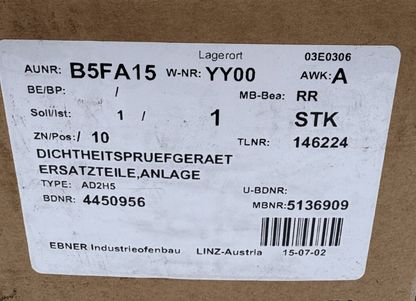 Lagerort 03E0306
AUNR: B5FA15 W-NR: YY00 AWK: A
BE/BP: / MB-Bea: RR
Soll/Ist: 1 / 1 STK
ZN/Pos: / 10 TLNR: 146224
DICHTHEITSPRUEFGERAET
ERSATZTEILE,ANLAGE
TYPE: AD2H5 U-BDNR:
BDNR: 4450956 MBNR: 5136909
EBNER Industrieofenbau LINZ-Austria 15-07-02